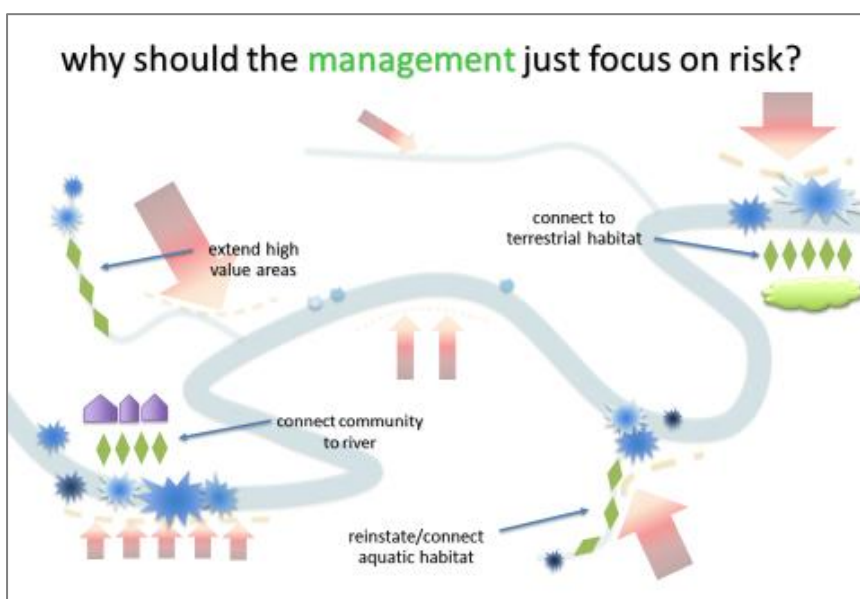 why should the management just focus on risk?
connect to
terrestrial habitat
extend high
value areas
connect community
to river
reinstate/connect
aquatic habitat